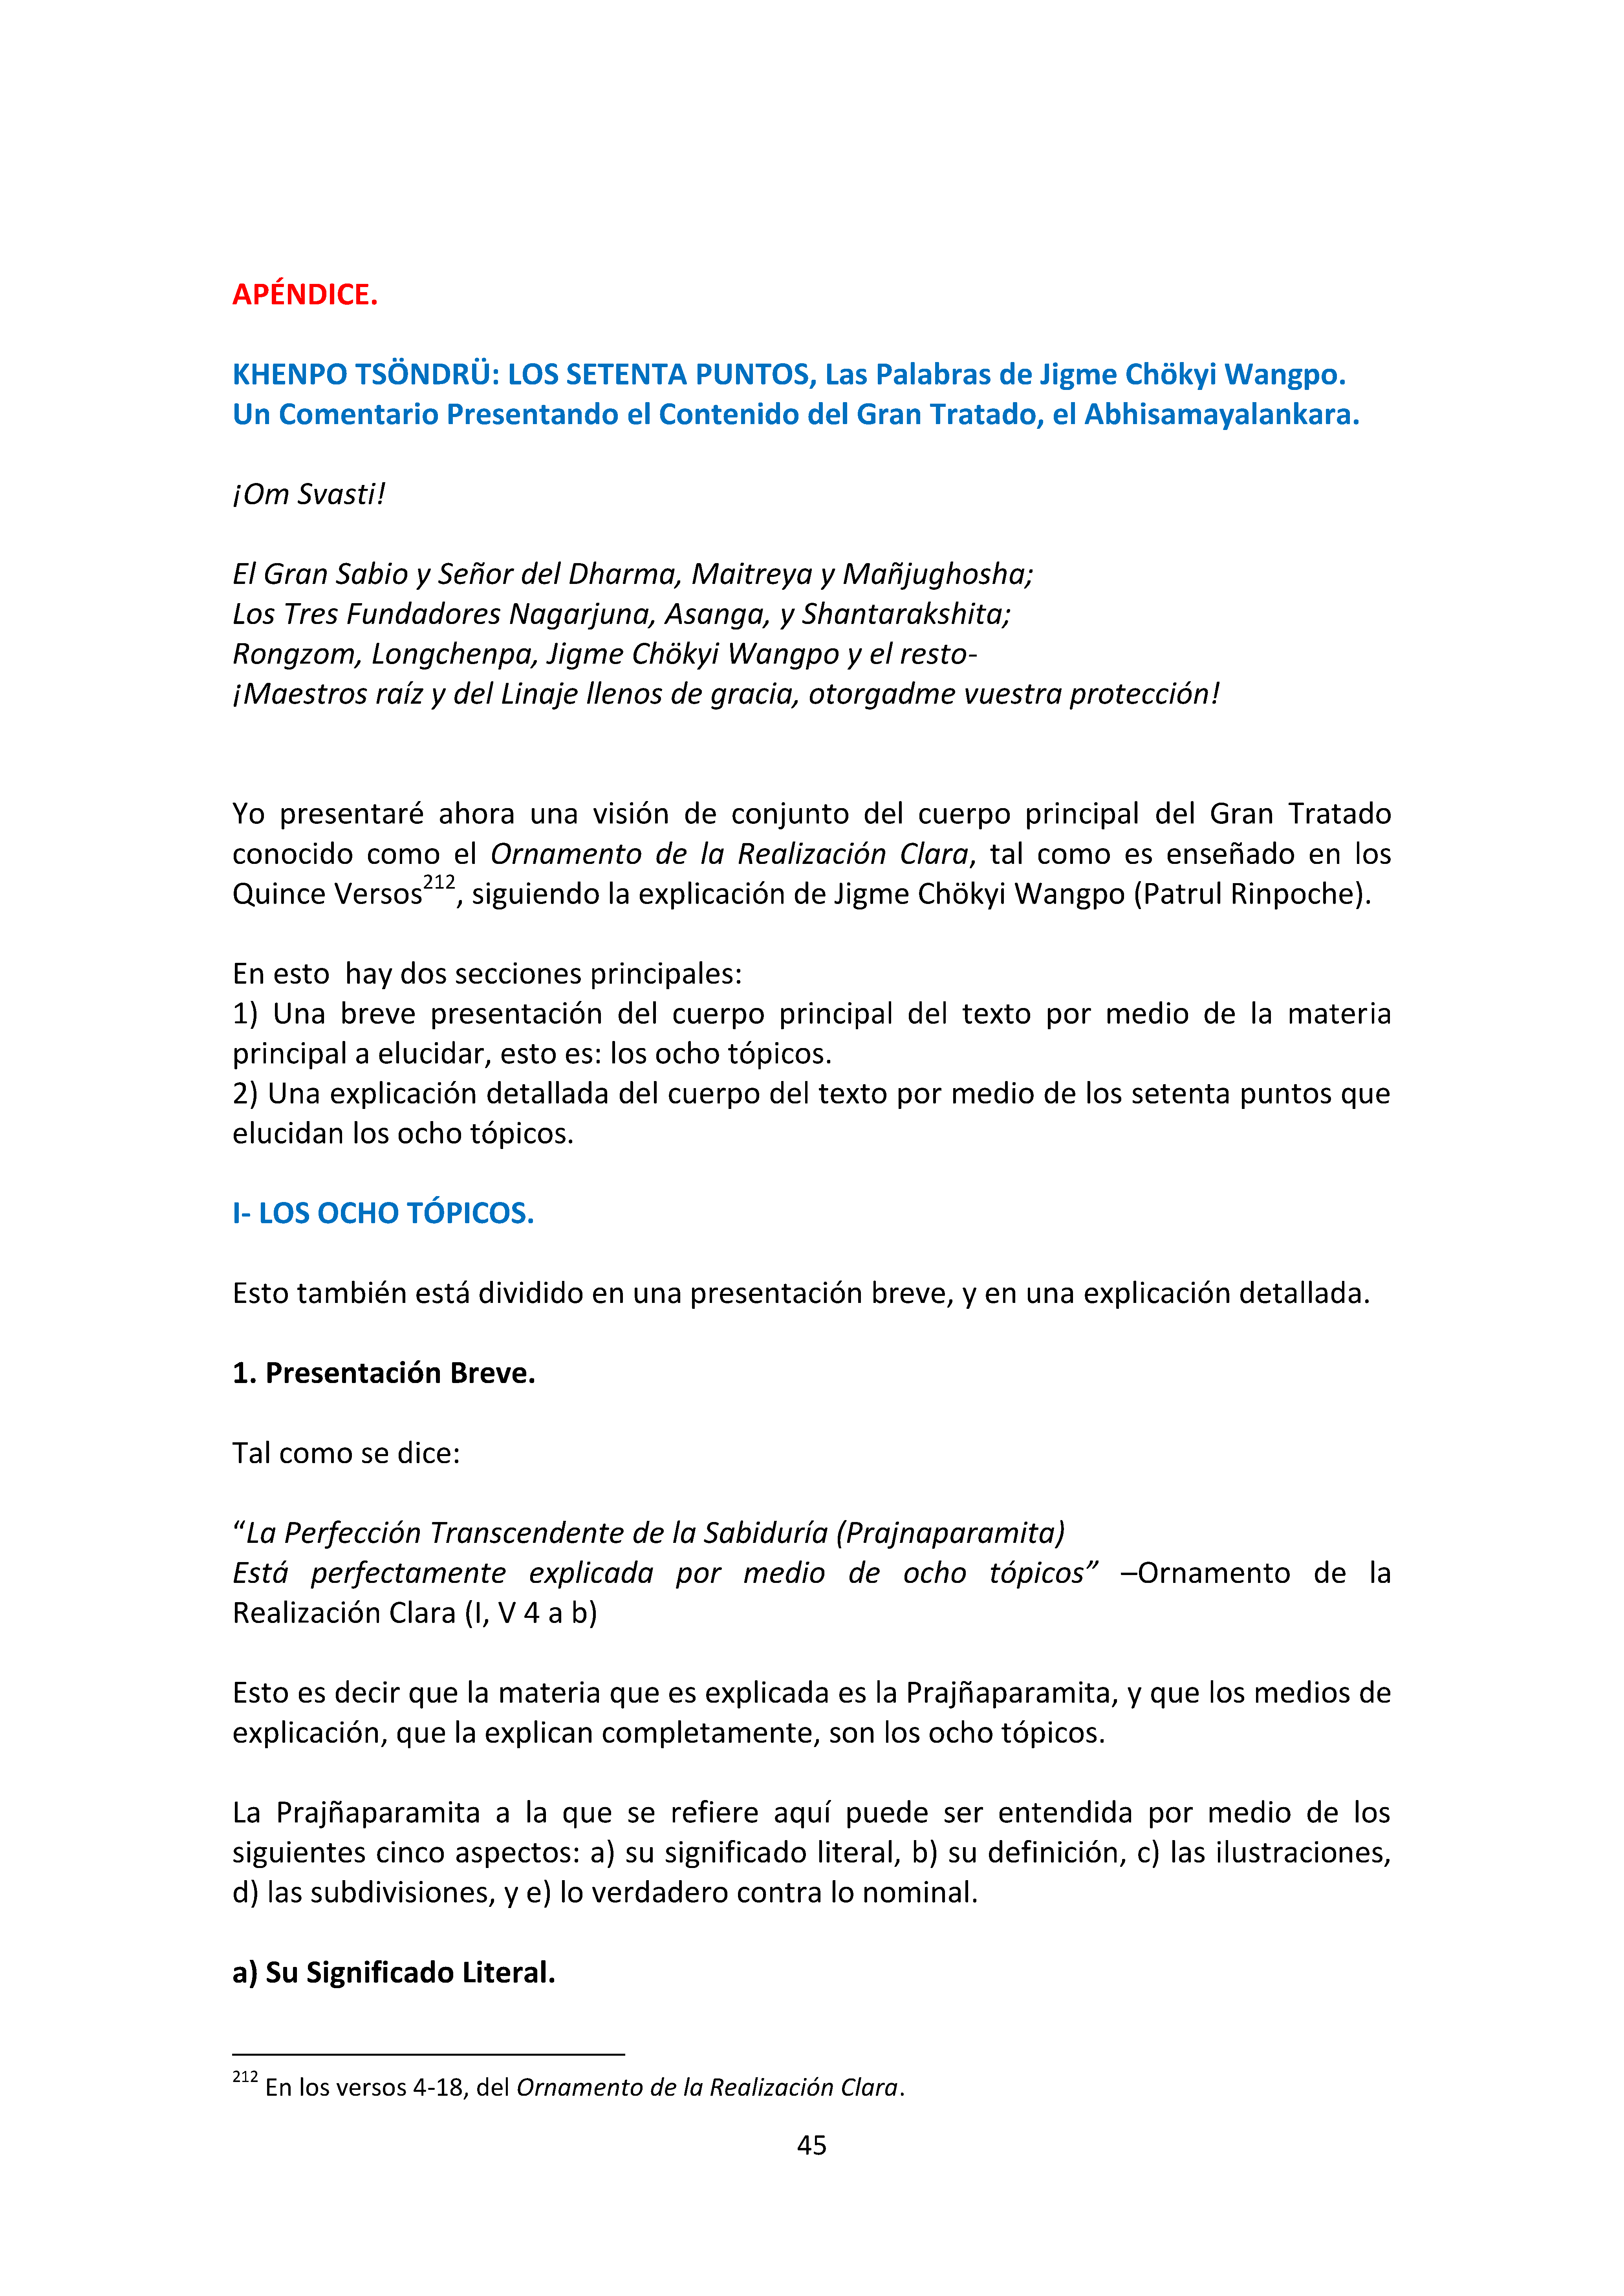 APÉNDICE.
KHENPO TSÖNDRÜ: LOS SETENTA PUNTOS, Las Palabras de Jigme Chökyi Wangpo.
Un Comentario Presentando el Contenido del Gran Tratado, el Abhisamayalankara.
¡Om Svasti!
El Gran Sabio y Señor del Dharma, Maitreya y Mañjughosha;
Los Tres Fundadores Nagarjuna, Asanga, y Shantarakshita;
Rongzom, Longchenpa, Jigme Chökyi Wangpo y el resto-
¡Maestros raíz y del Linaje llenos de gracia, otorgadme vuestra protección!
Yo presentaré ahora una visión de conjunto del cuerpo principal del Gran Tratado
conocido como el Ornamento de la Realización Clara, tal como es enseñado en los
Quince Versos212, siguiendo la explicación de Jigme Chökyi Wangpo (Patrul Rinpoche).
En esto  hay dos secciones principales:
1) Una breve presentación del cuerpo principal del texto por medio de la materia
principal a elucidar, esto es: los ocho tópicos.
2) Una explicación detallada del cuerpo del texto por medio de los setenta puntos que
elucidan los ocho tópicos.
I- LOS OCHO TÓPICOS.
Esto también está dividido en una presentación breve, y en una explicación detallada.
1. Presentación Breve.
Tal como se dice:
“La Perfección Transcendente de la Sabiduría (Prajnaparamita)
Está perfectamente explicada por medio de ocho tópicos” –Ornamento de la
Realización Clara (I, V 4 a b)
Esto es decir que la materia que es explicada es la Prajñaparamita, y que los medios de
explicación, que la explican completamente, son los ocho tópicos.
La Prajñaparamita a la que se refiere aquí puede ser entendida por medio de los
siguientes cinco aspectos: a) su significado literal, b) su definición, c) las ilustraciones,
d) las subdivisiones, y e) lo verdadero contra lo nominal.
a) Su Significado Literal.
212 En los versos 4-18, del Ornamento de la Realización Clara.
45